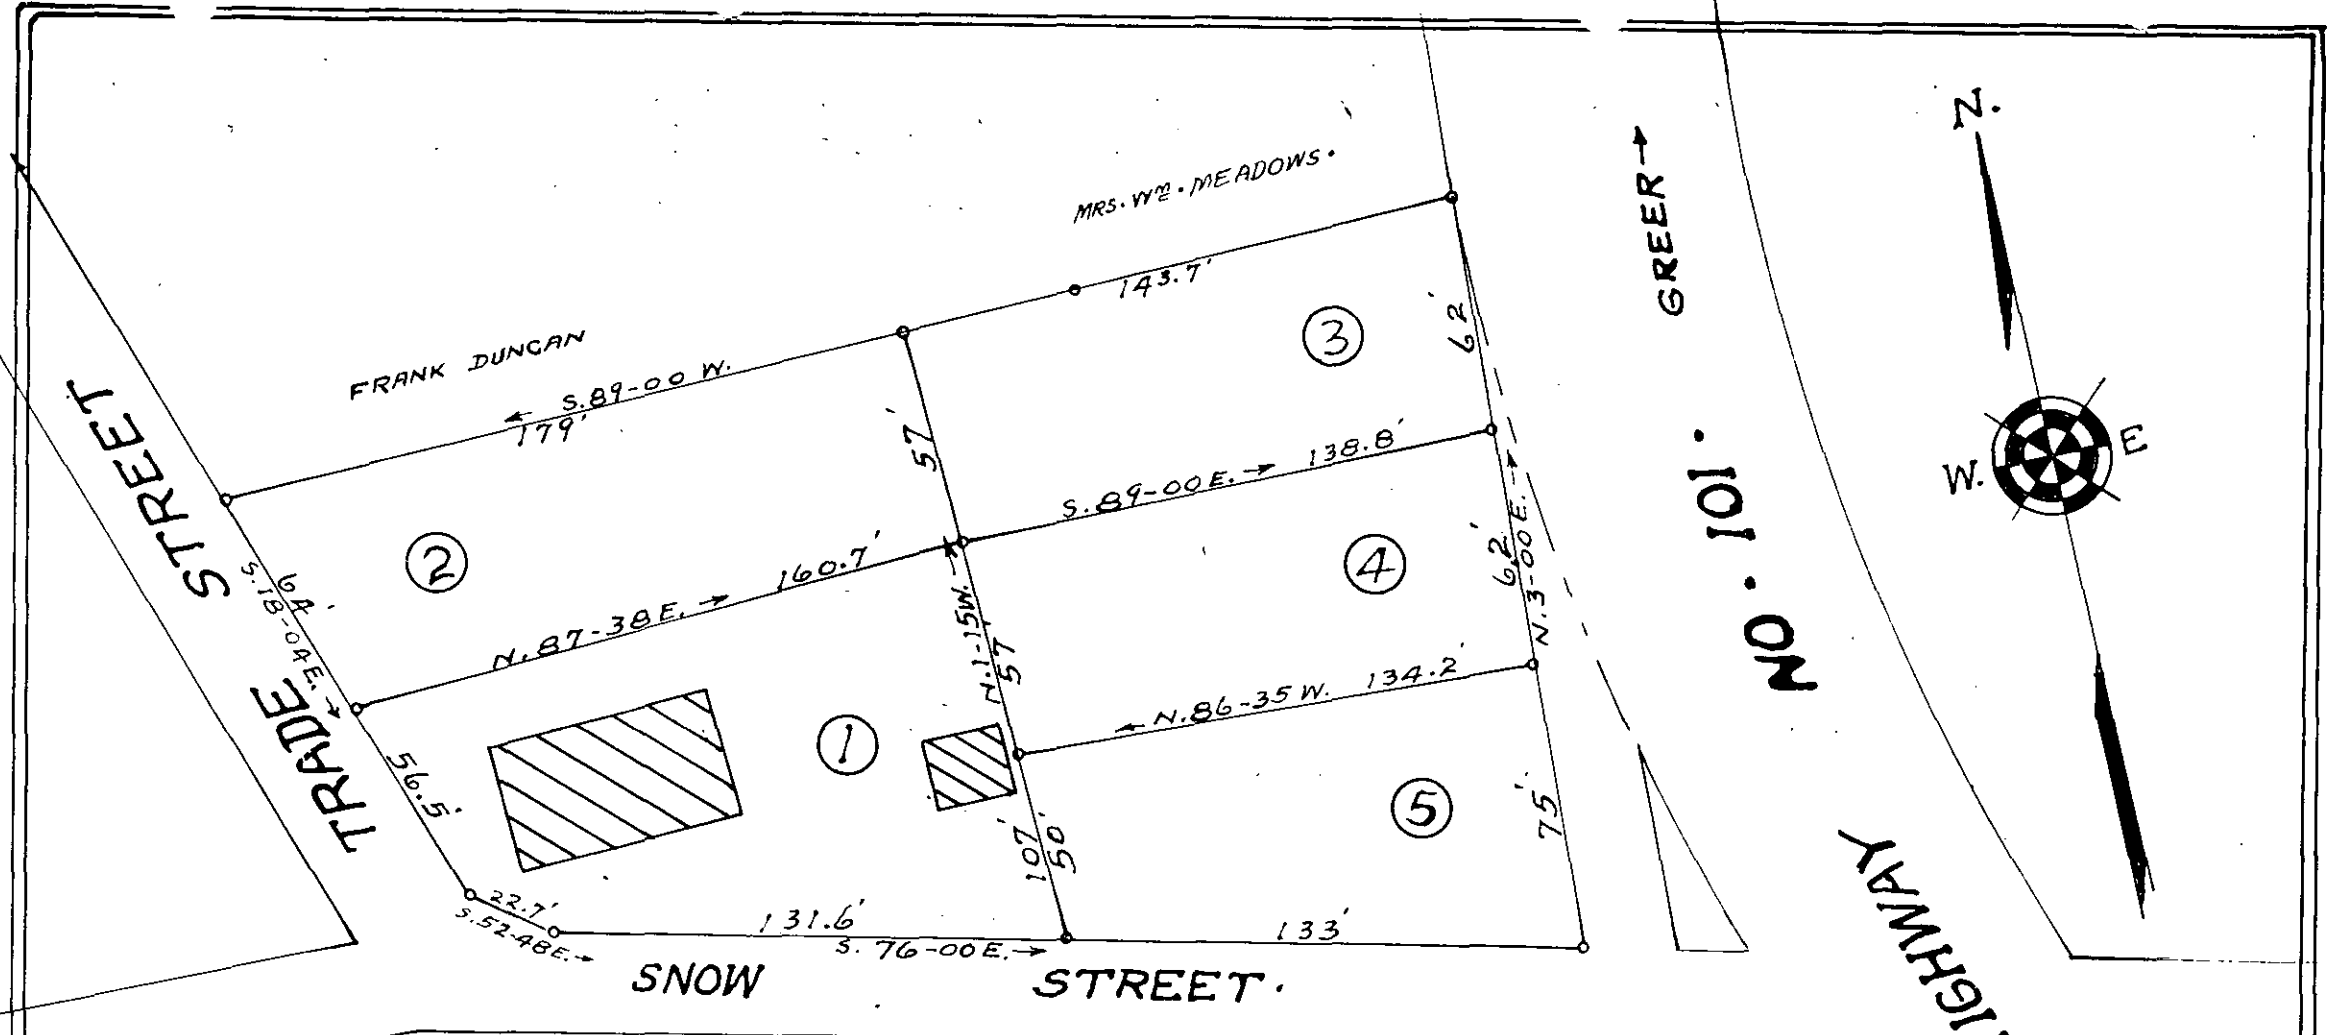 N.
MRS. Wm. MEADOWS.
GREER →
143.7'
FRANK DUNCAN
← S.89-00 W.
179'
③
62'
57'
S.89-00E. →
138.8'
W.
E
TRADE STREET
②
64'
S.18-04E. →
N.87-38E. →
160.7'
N.1-15W. →
57'
④
62'
N.3-00E. →
← N.86-35W.
134.2'
HIGHWAY NO. 101.
56.5'
①
107'
50'
⑤
75'
22.7'
S.52-48E. →
131.6'
S. 76-00E. →
133'
SNOW STREET.